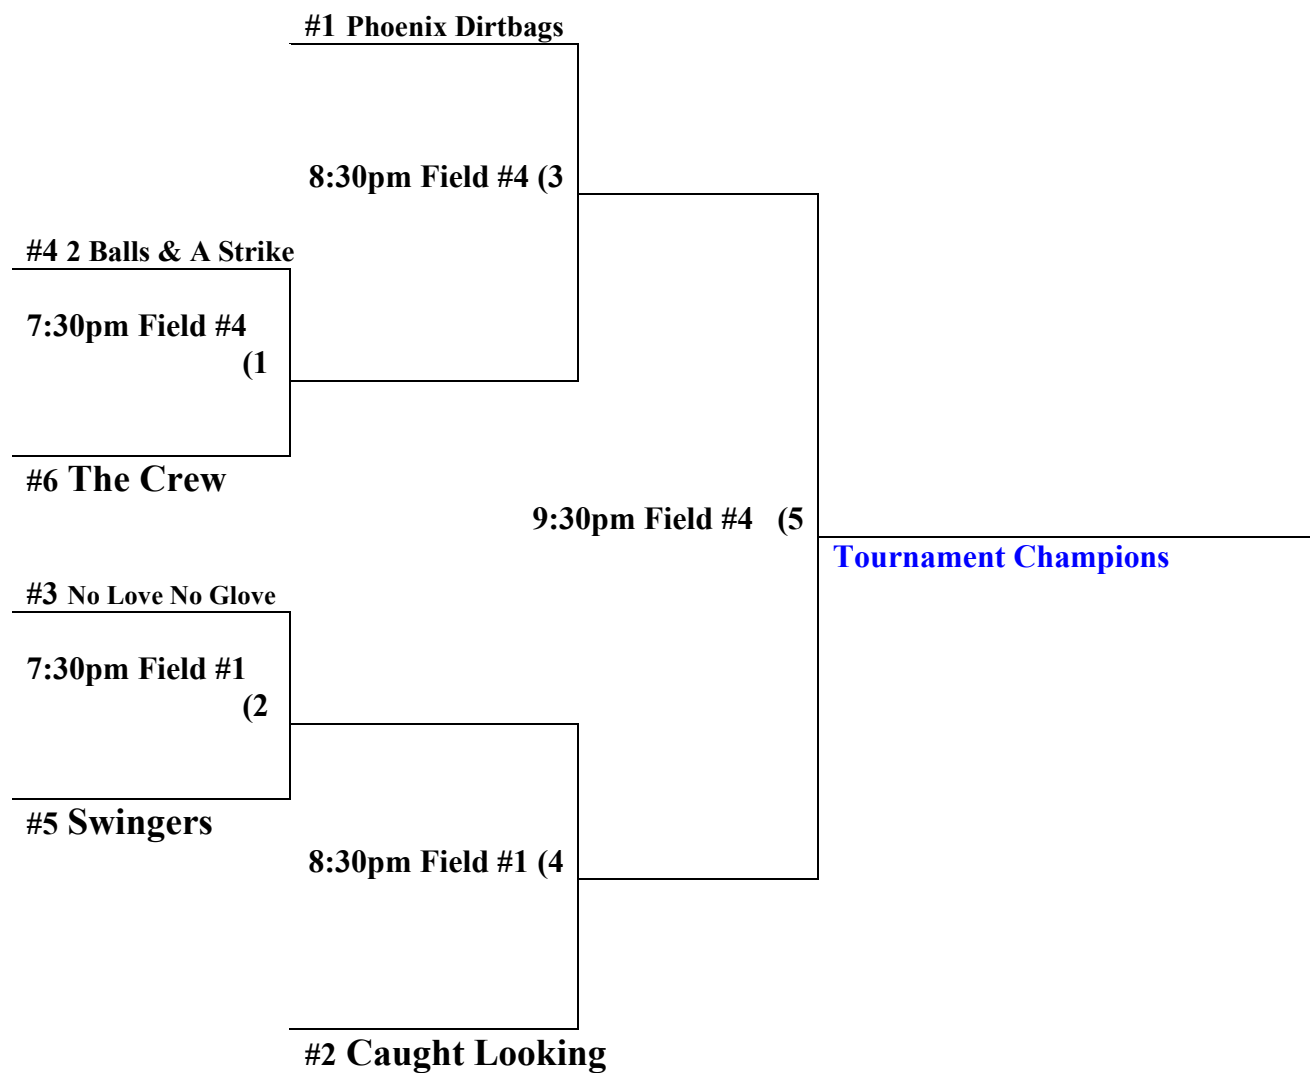 #1 Phoenix Dirtbags
8:30pm Field #4 (3
#4 2 Balls & A Strike
7:30pm Field #4
(1
#6 The Crew
9:30pm Field #4 (5
Tournament Champions
#3 No Love No Glove
7:30pm Field #1
(2
#5 Swingers
8:30pm Field #1 (4
#2 Caught Looking